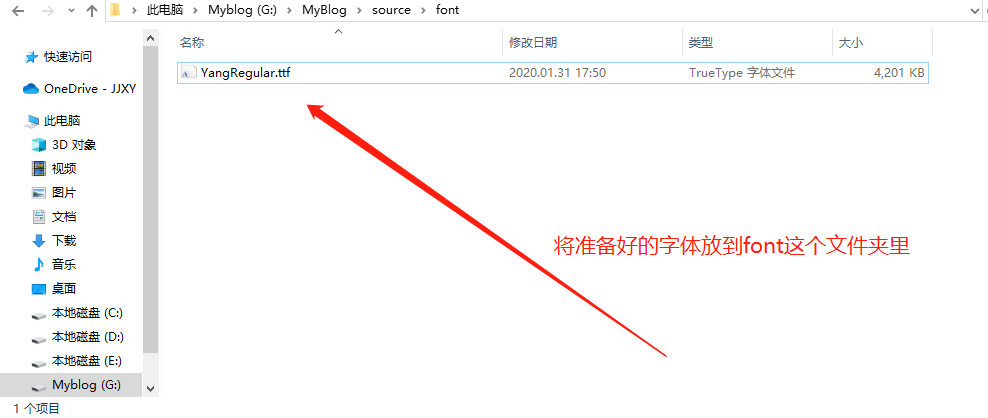 此电脑 > Myblog (G:) > MyBlog > source > font
名称 修改日期 类型 大小
快速访问
YangRegular.ttf 2020.01.31 17:50 TrueType 字体文件 4,201 KB
OneDrive - JJXY
此电脑
3D 对象
视频
图片
文档
下载
音乐
桌面
本地磁盘 (C:)
本地磁盘 (D:)
本地磁盘 (E:)
Myblog (G:)
将准备好的字体放到font这个文件夹里
1 个项目